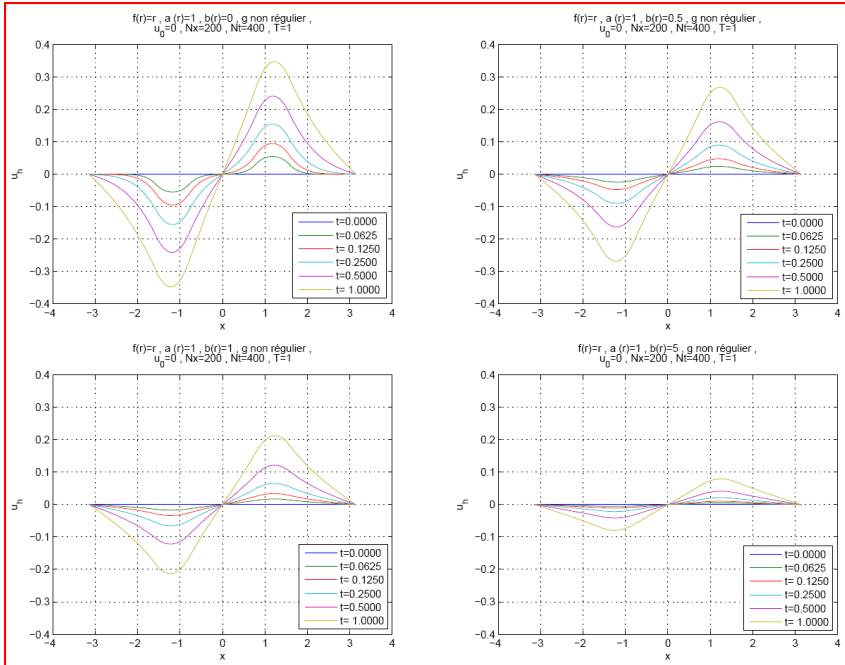 f(r)=r , a (r)=1 , b(r)=0 , g non régulier ,
u0=0 , Nx=200 , Nt=400 , T=1
0.4
0.3
0.2
0.1
0
−0.1
−0.2
−0.3
−0.4
uh
−4 −3 −2 −1 0 1 2 3 4
x
t=0.0000
t=0.0625
t= 0.1250
t=0.2500
t=0.5000
t= 1.0000
f(r)=r , a (r)=1 , b(r)=0.5 , g non régulier ,
u0=0 , Nx=200 , Nt=400 , T=1
0.4
0.3
0.2
0.1
0
−0.1
−0.2
−0.3
−0.4
uh
−4 −3 −2 −1 0 1 2 3 4
x
t=0.0000
t=0.0625
t= 0.1250
t=0.2500
t=0.5000
t= 1.0000
f(r)=r , a (r)=1 , b(r)=1 , g non régulier ,
u0=0 , Nx=200 , Nt=400 , T=1
0.4
0.3
0.2
0.1
0
−0.1
−0.2
−0.3
−0.4
uh
−4 −3 −2 −1 0 1 2 3 4
x
t=0.0000
t=0.0625
t= 0.1250
t=0.2500
t=0.5000
t= 1.0000
f(r)=r , a (r)=1 , b(r)=5 , g non régulier ,
u0=0 , Nx=200 , Nt=400 , T=1
0.4
0.3
0.2
0.1
0
−0.1
−0.2
−0.3
−0.4
uh
−4 −3 −2 −1 0 1 2 3 4
x
t=0.0000
t=0.0625
t= 0.1250
t=0.2500
t=0.5000
t= 1.0000